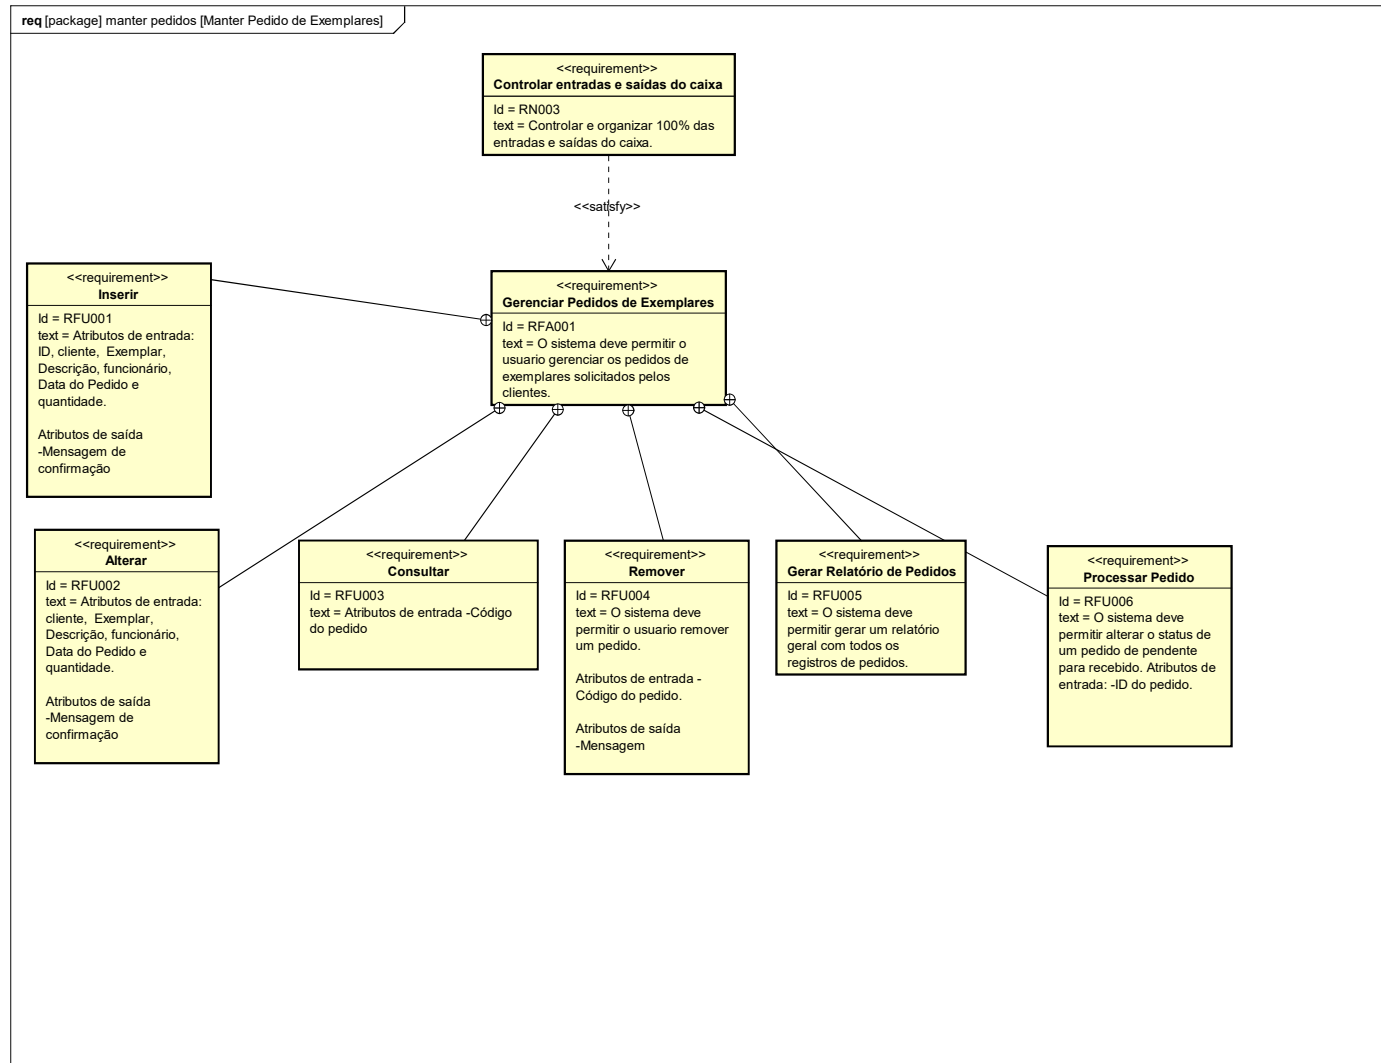 req [package] manter pedidos [Manter Pedido de Exemplares]
<<requirement>>
Controlar entradas e saídas do caixa
Id = RN003
text = Controlar e organizar 100% das
entradas e saídas do caixa.
<<satisfy>>
<<requirement>>
Inserir
Id = RFU001
text = Atributos de entrada:
ID, cliente, Exemplar,
Descrição, funcionário,
Data do Pedido e
quantidade.
Atributos de saída
-Mensagem de
confirmação
<<requirement>>
Gerenciar Pedidos de Exemplares
Id = RFA001
text = O sistema deve permitir o
usuario gerenciar os pedidos de
exemplares solicitados pelos
clientes.
<<requirement>>
Alterar
Id = RFU002
text = Atributos de entrada:
cliente, Exemplar,
Descrição, funcionário,
Data do Pedido e
quantidade.
Atributos de saída
-Mensagem de
confirmação
<<requirement>>
Consultar
Id = RFU003
text = Atributos de entrada -Código
do pedido
<<requirement>>
Remover
Id = RFU004
text = O sistema deve
permitir o usuario remover
um pedido.
Atributos de entrada -
Código do pedido.
Atributos de saída
-Mensagem
<<requirement>>
Gerar Relatório de Pedidos
Id = RFU005
text = O sistema deve
permitir gerar um relatório
geral com todos os
registros de pedidos.
<<requirement>>
Processar Pedido
Id = RFU006
text = O sistema deve
permitir alterar o status de
um pedido de pendente
para recebido. Atributos de
entrada: -ID do pedido.